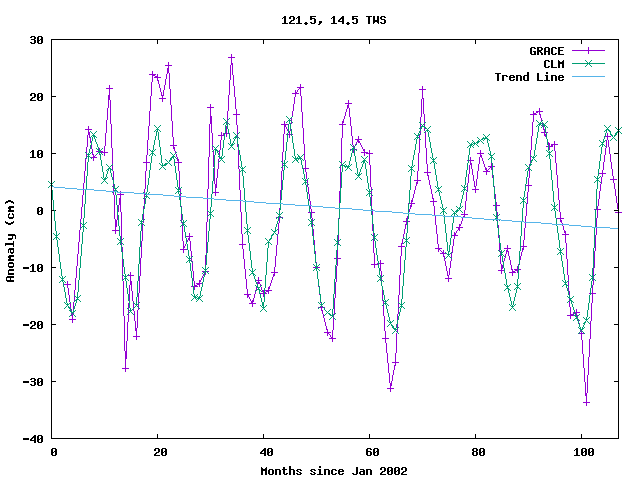 121.5, 14.5 TWS
GRACE
CLM
Trend Line
30
20
10
0
-10
-20
-30
-40
Anomaly (cm)
0 20 40 60 80 100
Months since Jan 2002